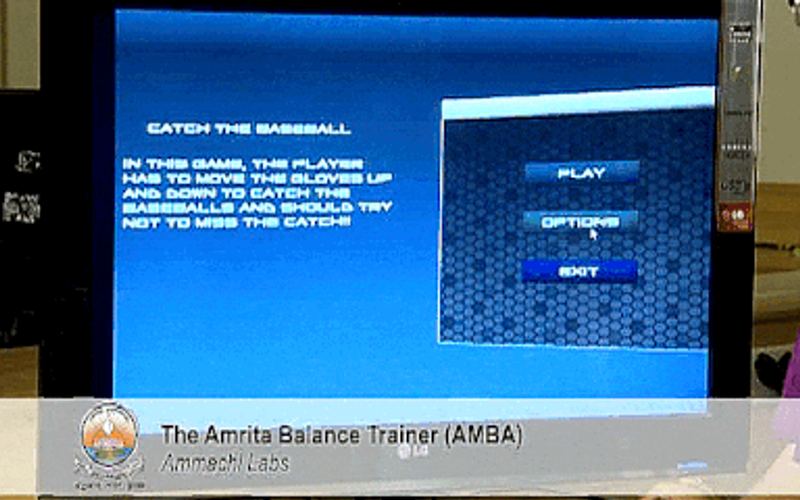 CATCH THE BASEBALL
IN THIS GAME, THE PLAYER
HAS TO MOVE THE GLOVES UP
AND DOWN TO CATCH THE
BASEBALLS AND SHOULD TRY
NOT TO MISS THE CATCH!!
PLAY
OPTIONS
EXIT
The Amrita Balance Trainer (AMBA)
Ammachi Labs
LG